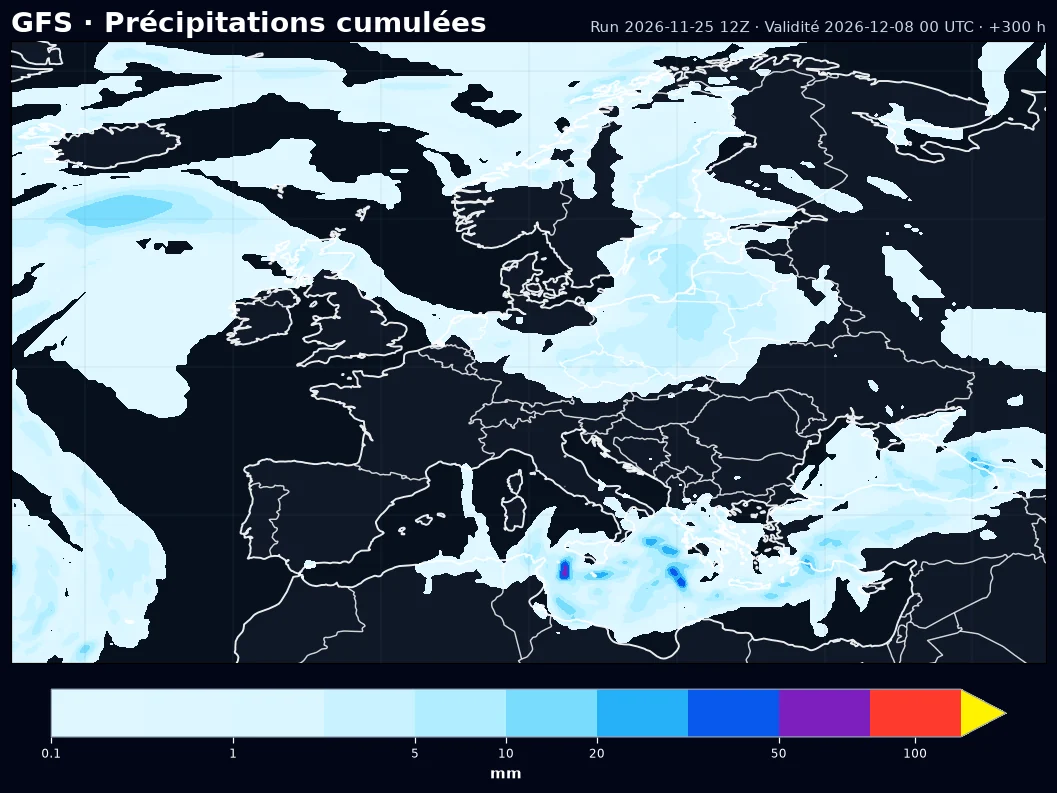 GFS · Précipitations cumulées
Run 2026-11-25 12Z · Validité 2026-12-08 00 UTC · +300 h
0.1 1 5 10 20 50 100
mm